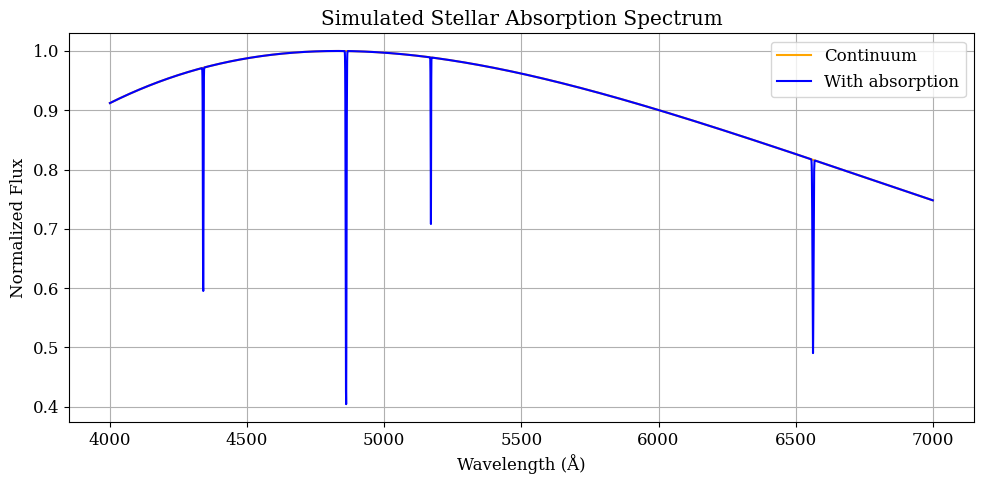 Simulated Stellar Absorption Spectrum
Normalized Flux
1.0
0.9
0.8
0.7
0.6
0.5
0.4
Continuum
With absorption
4000 4500 5000 5500 6000 6500 7000
Wavelength (Å)